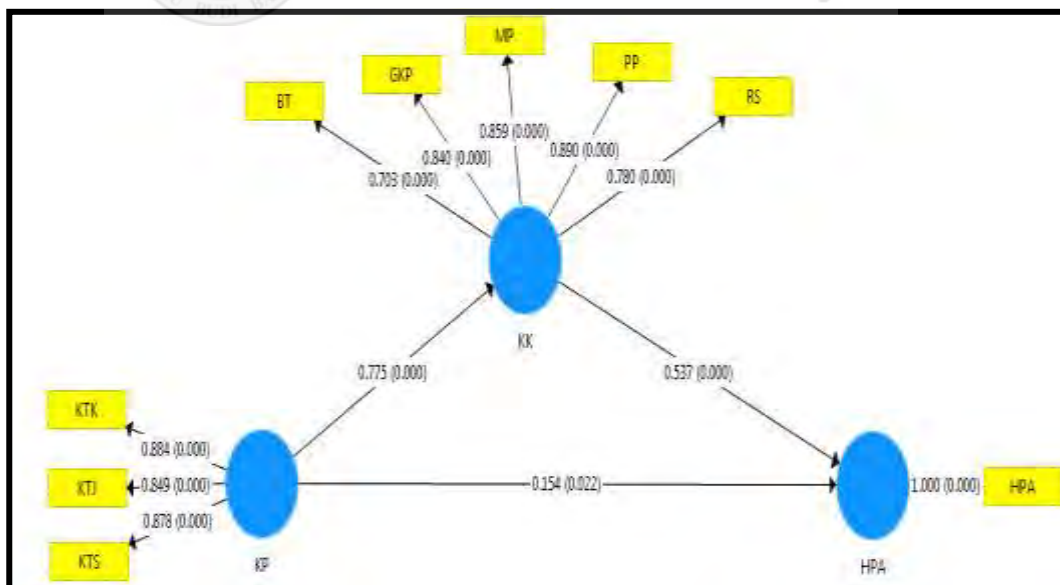 MP
PP
GKP
RS
BT
0.859 (0.000)
0.840 (0.000)
0.890 (0.000)
0.703 (0.000)
0.780 (0.000)
KK
0.775 (0.000)
0.537 (0.000)
KTK
0.884 (0.000)
KTJ
0.849 (0.000)
0.154 (0.022)
1.000 (0.000)
HPA
0.878 (0.000)
KTS
KP
HPA